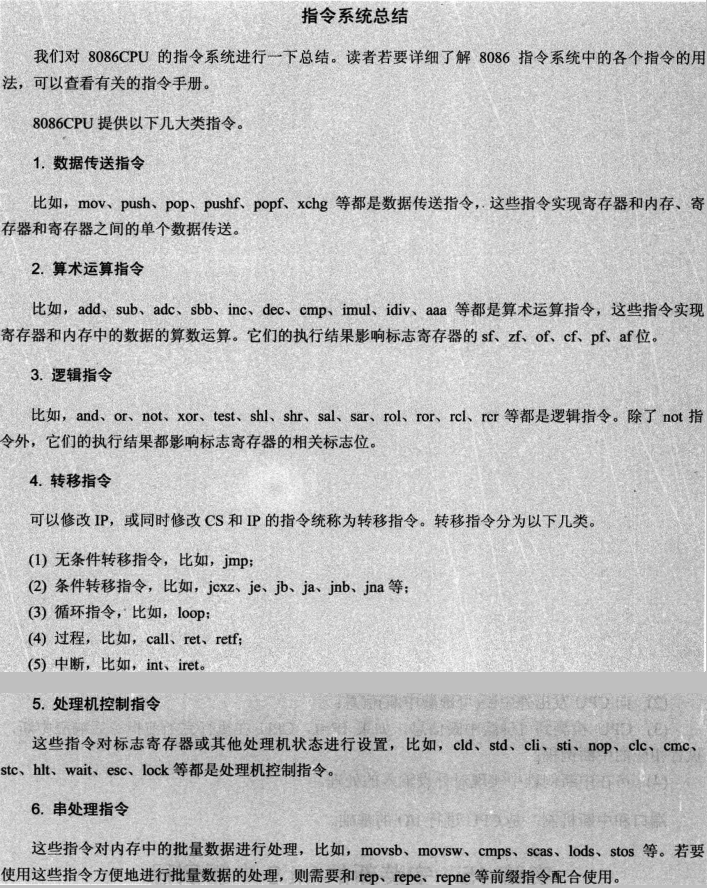 指令系统总结
我们对 8086CPU 的指令系统进行一下总结。读者若要详细了解 8086 指令系统中的各个指令的用
法，可以查看有关的指令手册。
8086CPU 提供以下几大类指令。
1. 数据传送指令
比如，mov、push、pop、pushf、popf、xchg 等都是数据传送指令，这些指令实现寄存器和内存、寄
存器和寄存器之间的单个数据传送。
2. 算术运算指令
比如，add、sub、adc、sbb、inc、dec、cmp、imul、idiv、aaa 等都是算术运算指令，这些指令实现
寄存器和内存中的数据的算数运算。它们的执行结果影响标志寄存器的 sf、zf、of、cf、pf、af 位。
3. 逻辑指令
比如，and、or、not、xor、test、shl、shr、sal、sar、rol、ror、rcl、rcr 等都是逻辑指令。除了 not 指
令外，它们的执行结果都影响标志寄存器的相关标志位。
4. 转移指令
可以修改 IP，或同时修改 CS 和 IP 的指令统称为转移指令。转移指令分为以下几类。
(1) 无条件转移指令，比如，jmp；
(2) 条件转移指令，比如，jcxz、je、jb、ja、jnb、jna 等；
(3) 循环指令，比如，loop；
(4) 过程，比如，call、ret、retf；
(5) 中断，比如，int、iret。
5. 处理机控制指令
这些指令对标志寄存器或其他处理机状态进行设置，比如，cld、std、cli、sti、nop、clc、cmc、
stc、hlt、wait、esc、lock 等都是处理机控制指令。
6. 串处理指令
这些指令对内存中的批量数据进行处理，比如，movsb、movsw、cmps、scas、lods、stos 等。若要
使用这些指令方便地进行批量数据的处理，则需要和 rep、repe、repne 等前缀指令配合使用。